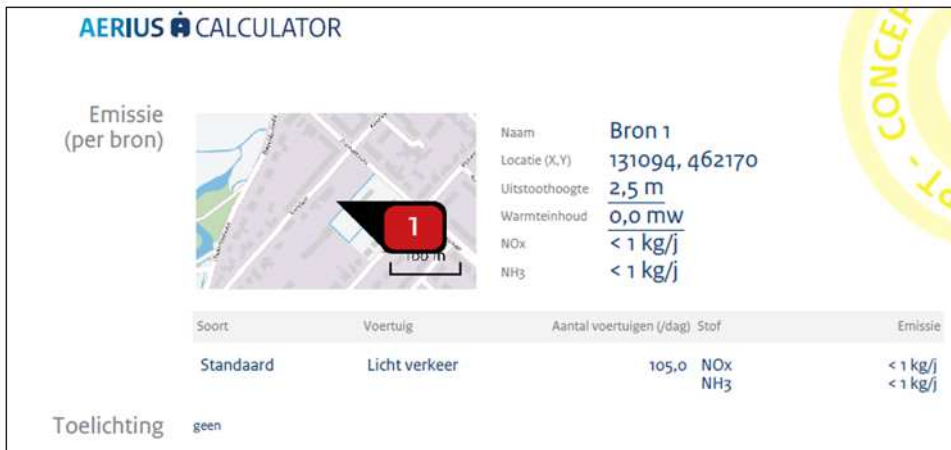 AERIUS CALCULATOR
Emissie
(per bron)
1
100 m
Naam Bron 1
Locatie (X,Y) 131094, 462170
Uitstoothoogte 2,5 m
Warmteinhoud 0,0 mw
NOx < 1 kg/j
NH3 < 1 kg/j
CONCEPT -
Soort Voertuig Aantal voertuigen (/dag) Stof Emissie
Standaard Licht verkeer 105,0 NOx < 1 kg/j
NH3 < 1 kg/j
Toelichting geen